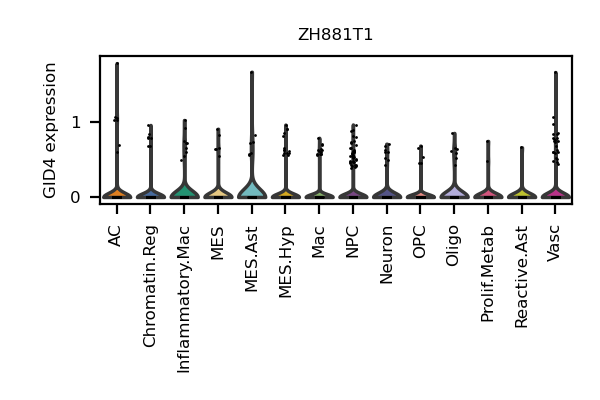 ZH881T1
GID4 expression
1
0
AC
Chromatin.Reg
Inflammatory.Mac
MES
MES.Ast
MES.Hyp
Mac
NPC
Neuron
OPC
Oligo
Prolif.Metab
Reactive.Ast
Vasc